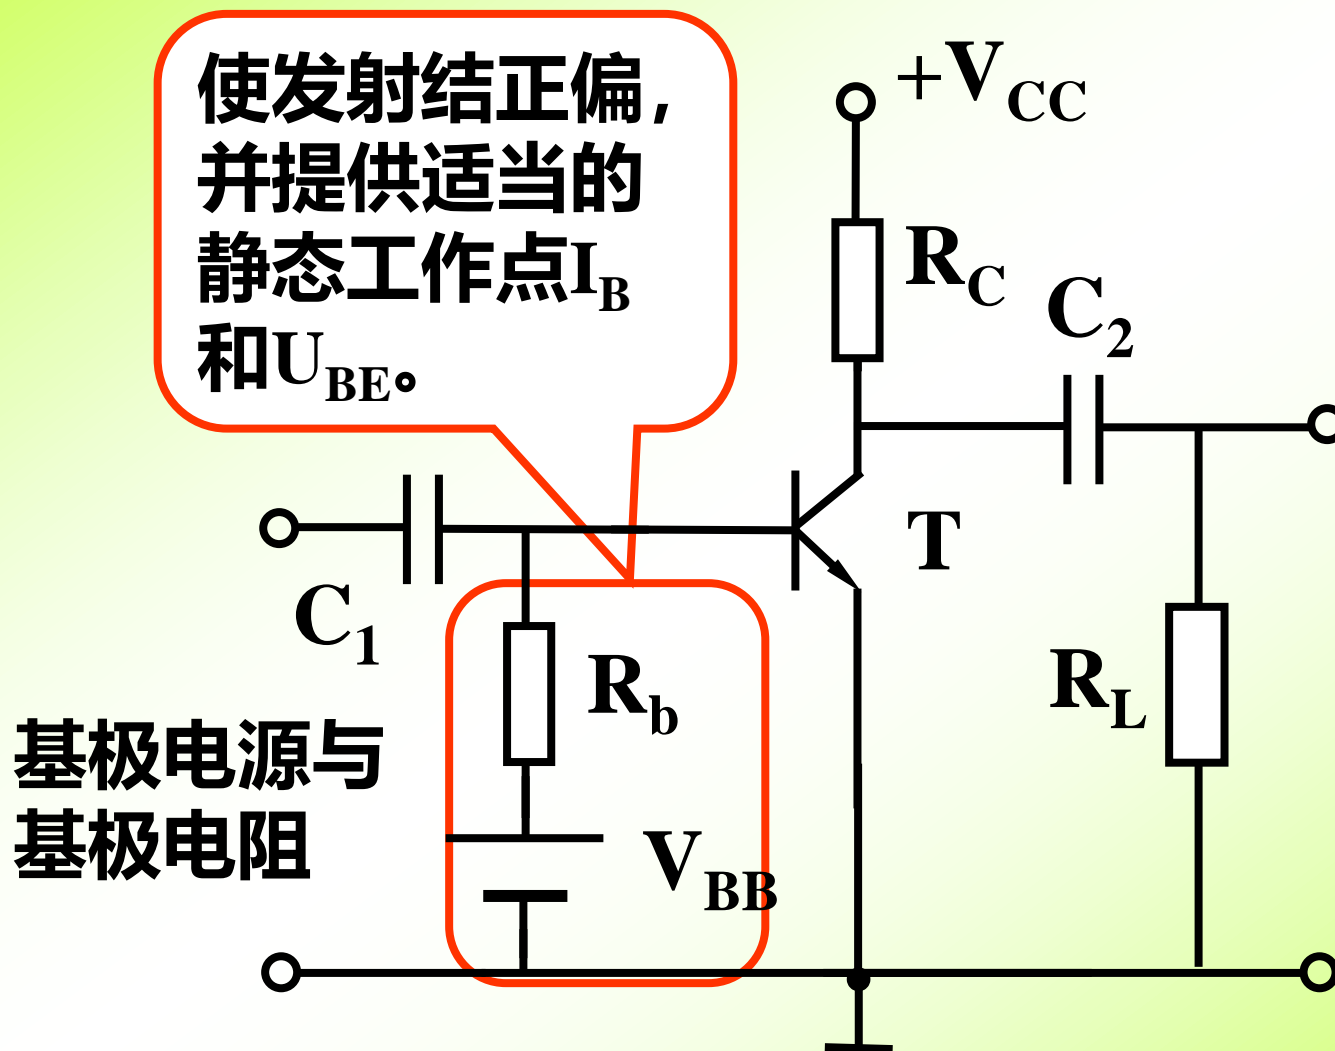 使发射结正偏,
并提供适当的
静态工作点IB
和UBE。
+VCC
RC
C2
T
C1
Rb
RL
基极电源与
基极电阻
VBB